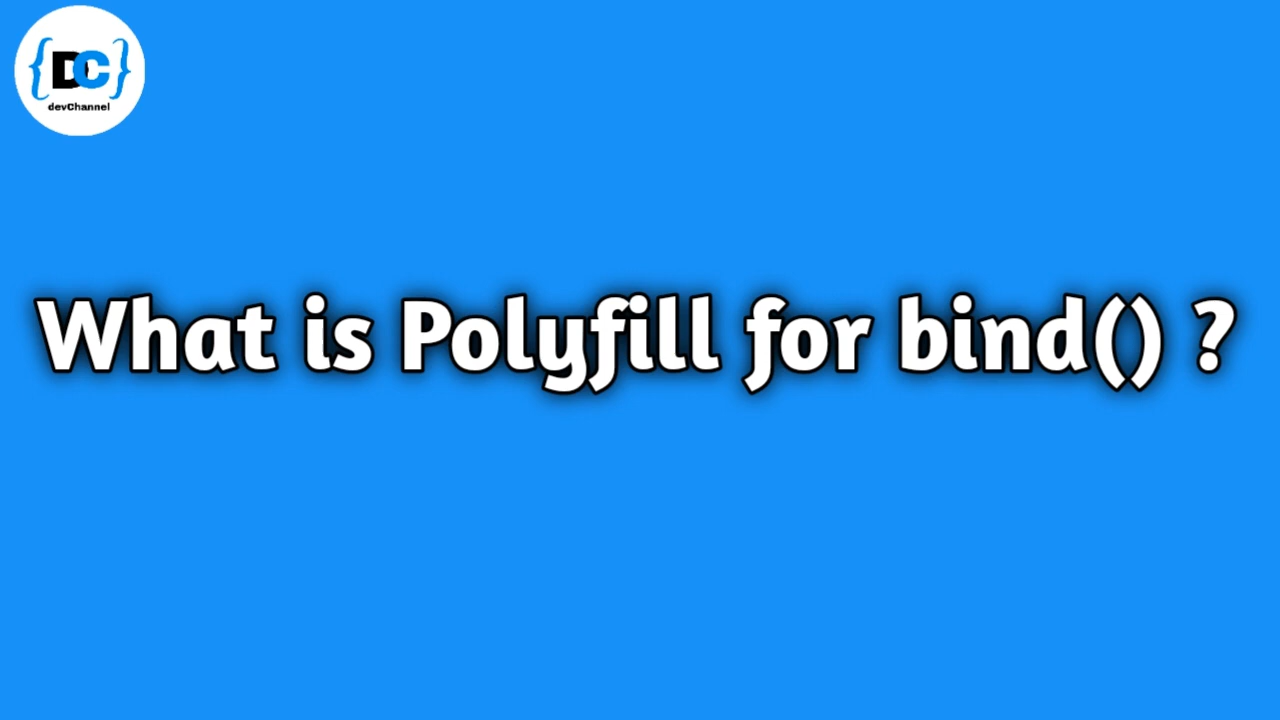 {DC}
devChannel
What is Polyfill for bind() ?